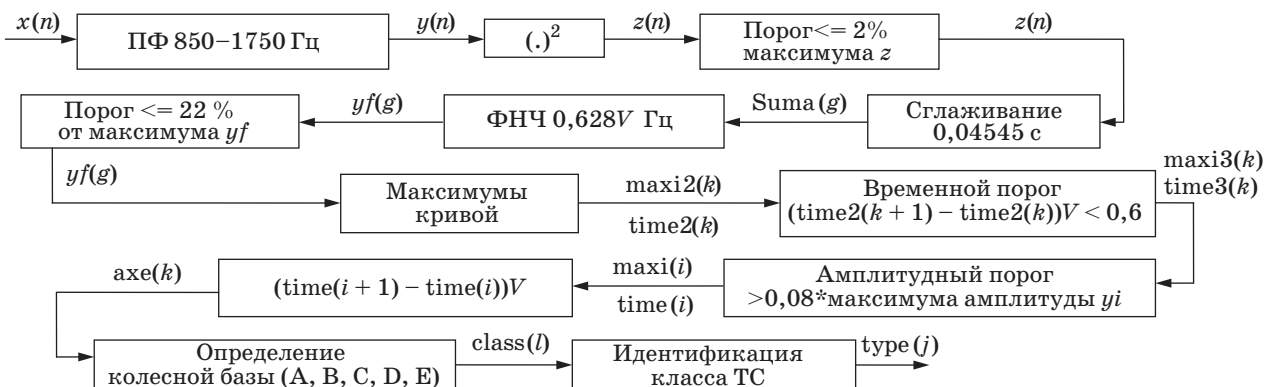 x(n)
ПФ 850–1750 Гц
y(n)
(.)²
z(n)
Порог<= 2%
максимума z
z(n)
Порог <= 22 %
от максимума yf
yf(g)
ФНЧ 0,628V Гц
Suma(g)
Сглаживание
0,04545 с
yf(g)
Максимумы
кривой
maxi2(k)
time2(k)
Временной порог
(time2(k + 1) – time2(k))V < 0,6
maxi3(k)
time3(k)
axe(k)
(time(i + 1) – time(i))V
maxi(i)
time(i)
Амплитудный порог
>0,08*максимума амплитуды yi
Определение
колесной базы (A, B, C, D, E)
class(l)
Идентификация
класса ТС
type(j)